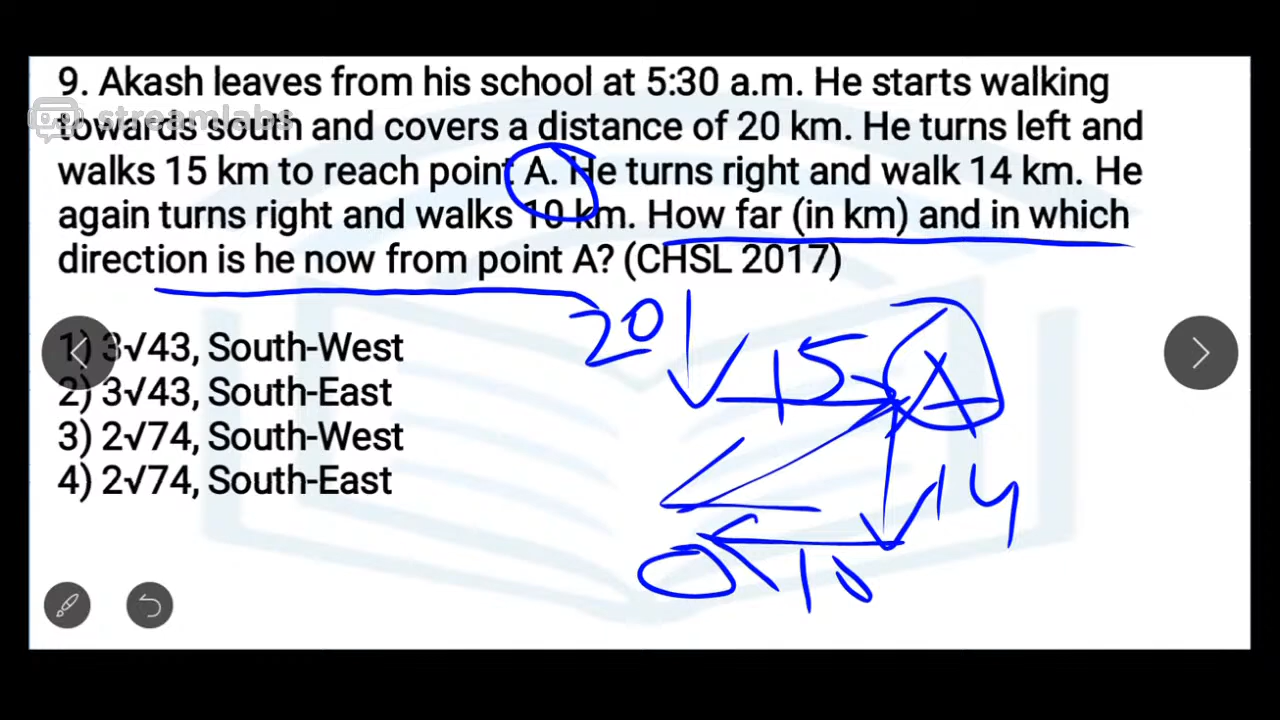 9. Akash leaves from his school at 5:30 a.m. He starts walking
streamlabs
towards south and covers a distance of 20 km. He turns left and
walks 15 km to reach point A. He turns right and walk 14 km. He
again turns right and walks 10 km. How far (in km) and in which
direction is he now from point A? (CHSL 2017)
1) 3√43, South-West
2) 3√43, South-East
3) 2√74, South-West
4) 2√74, South-East
20
15
A
14
10